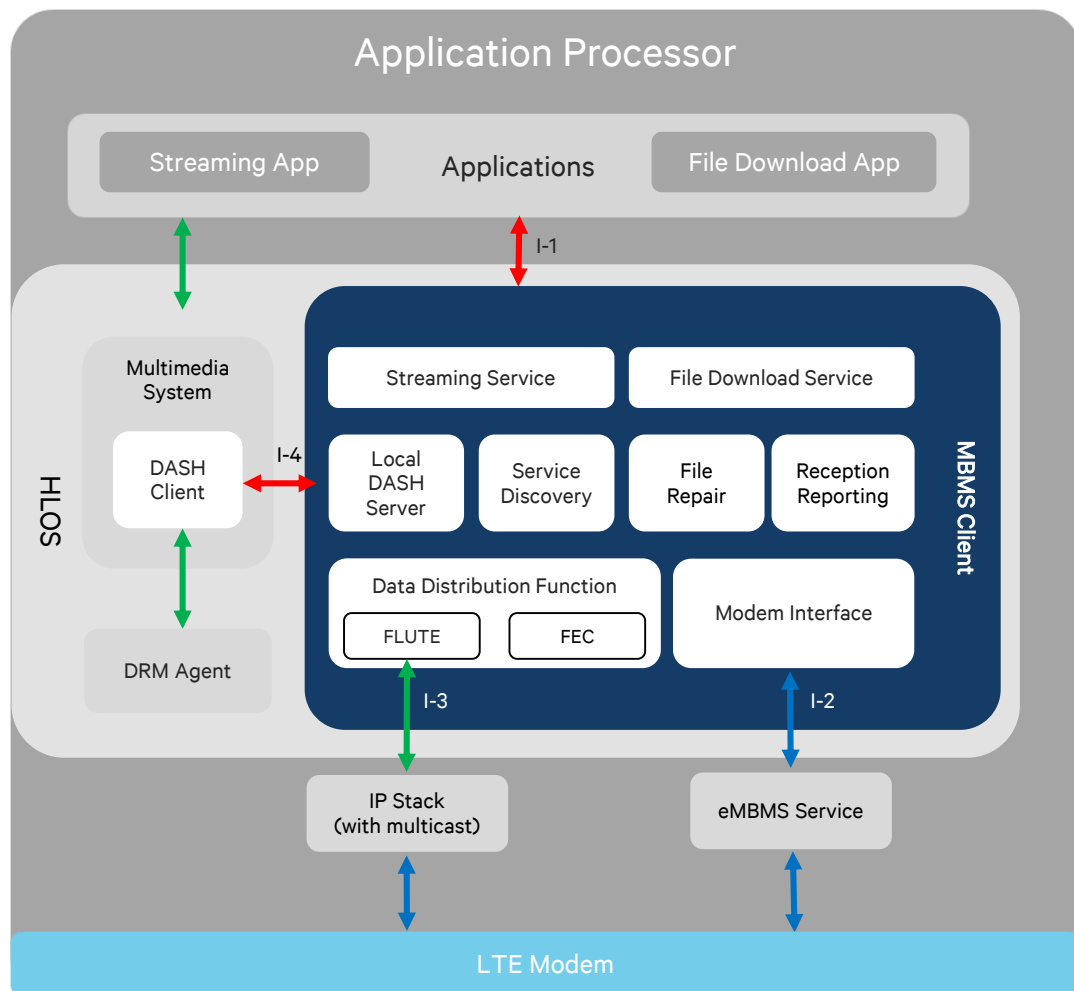 Application Processor
Streaming App
Applications
File Download App
I-1
Multimedia
System
Streaming Service
File Download Service
I-4
DASH
Client
Local
DASH
Server
Service
Discovery
File
Repair
Reception
Reporting
MBMS Client
HLOS
Data Distribution Function
FLUTE
FEC
Modem Interface
DRM Agent
I-3
I-2
IP Stack
(with multicast)
eMBMS Service
LTE Modem